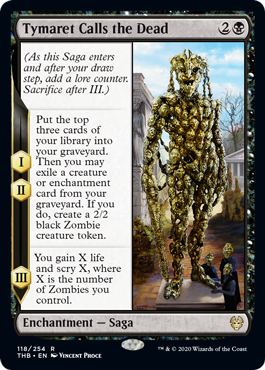 Tymaret Calls the Dead 2
(As this Saga enters
and after your draw
step, add a lore counter.
Sacrifice after III.)
I
II
Put the top
three cards of
your library into
your graveyard.
Then you may
exile a creature
or enchantment
card from your
graveyard. If you
do, create a 2/2
black Zombie
creature token.
III
You gain X life
and scry X, where
X is the number
of Zombies you
control.
Enchantment — Saga
118/254 R
THB • EN VINCENT PROCE
™ & © 2020 Wizards of the Coast